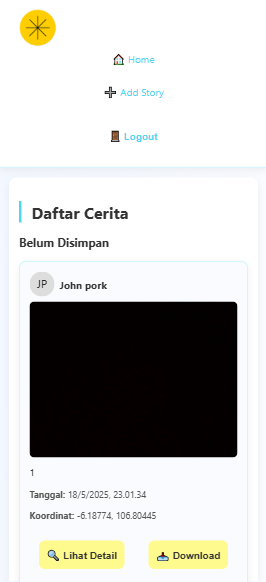 Home
Add Story
Logout
Daftar Cerita
Belum Disimpan
JP John pork
1
Tanggal: 18/5/2025, 23.01.34
Koordinat: -6.18774, 106.80445
Lihat Detail
Download